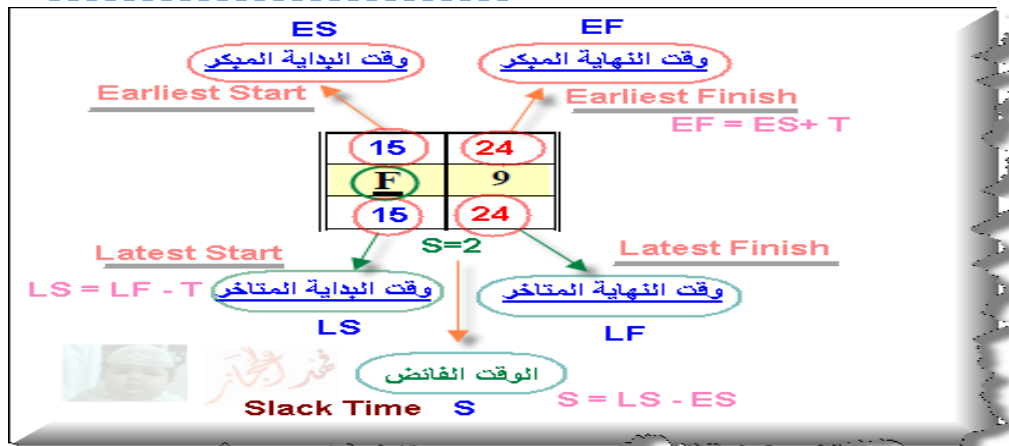 ES EF
وقت البداية المبكر وقت النهاية المبكر
Earliest Start Earliest Finish
EF = ES+ T
15 24
F 9
15 24
S=2
Latest Start Latest Finish
LS = LF - T وقت البداية المتاخر وقت النهاية المتاخر
LS LF
الوقت الفائض
S = LS - ES
Slack Time S